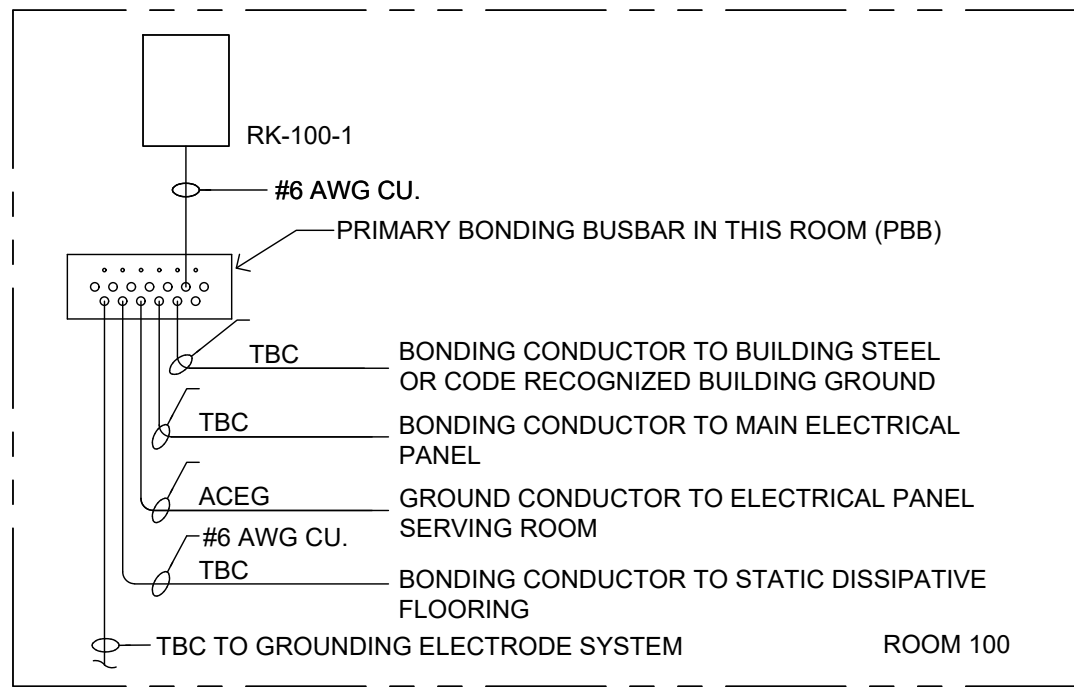 RK-100-1
#6 AWG CU.
PRIMARY BONDING BUSBAR IN THIS ROOM (PBB)
TBC
BONDING CONDUCTOR TO BUILDING STEEL
OR CODE RECOGNIZED BUILDING GROUND
TBC
BONDING CONDUCTOR TO MAIN ELECTRICAL
PANEL
ACEG
GROUND CONDUCTOR TO ELECTRICAL PANEL
SERVING ROOM
#6 AWG CU.
TBC
BONDING CONDUCTOR TO STATIC DISSIPATIVE
FLOORING
TBC TO GROUNDING ELECTRODE SYSTEM
ROOM 100